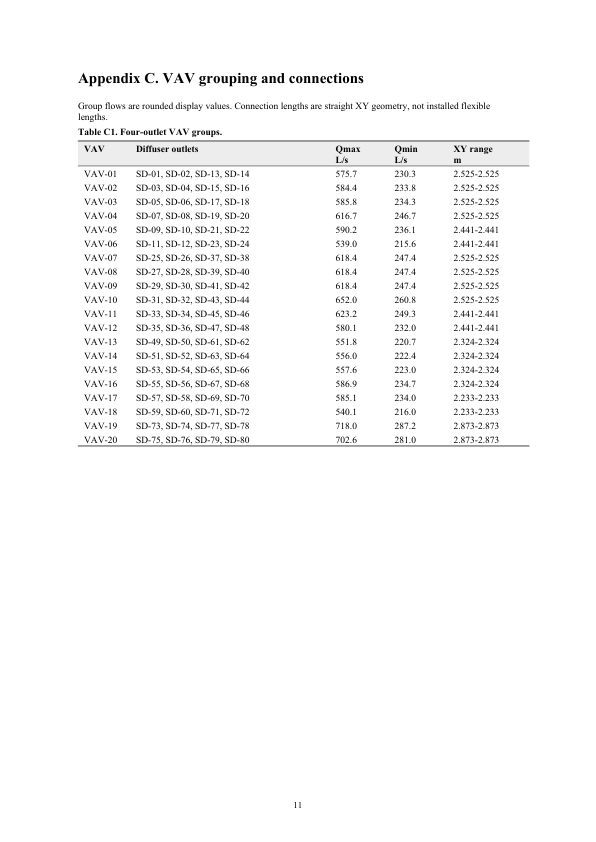 Appendix C. VAV grouping and connections
Group flows are rounded display values. Connection lengths are straight XY geometry, not installed flexible
lengths.
Table C1. Four-outlet VAV groups.
VAV Diffuser outlets Qmax L/s Qmin L/s XY range m
VAV-01 SD-01, SD-02, SD-13, SD-14 575.7 230.3 2.525-2.525
VAV-02 SD-03, SD-04, SD-15, SD-16 584.4 233.8 2.525-2.525
VAV-03 SD-05, SD-06, SD-17, SD-18 585.8 234.3 2.525-2.525
VAV-04 SD-07, SD-08, SD-19, SD-20 616.7 246.7 2.525-2.525
VAV-05 SD-09, SD-10, SD-21, SD-22 590.2 236.1 2.441-2.441
VAV-06 SD-11, SD-12, SD-23, SD-24 539.0 215.6 2.441-2.441
VAV-07 SD-25, SD-26, SD-37, SD-38 618.4 247.4 2.525-2.525
VAV-08 SD-27, SD-28, SD-39, SD-40 618.4 247.4 2.525-2.525
VAV-09 SD-29, SD-30, SD-41, SD-42 618.4 247.4 2.525-2.525
VAV-10 SD-31, SD-32, SD-43, SD-44 652.0 260.8 2.525-2.525
VAV-11 SD-33, SD-34, SD-45, SD-46 623.2 249.3 2.441-2.441
VAV-12 SD-35, SD-36, SD-47, SD-48 580.1 232.0 2.441-2.441
VAV-13 SD-49, SD-50, SD-61, SD-62 551.8 220.7 2.324-2.324
VAV-14 SD-51, SD-52, SD-63, SD-64 556.0 222.4 2.324-2.324
VAV-15 SD-53, SD-54, SD-65, SD-66 557.6 223.0 2.324-2.324
VAV-16 SD-55, SD-56, SD-67, SD-68 586.9 234.7 2.324-2.324
VAV-17 SD-57, SD-58, SD-69, SD-70 585.1 234.0 2.233-2.233
VAV-18 SD-59, SD-60, SD-71, SD-72 540.1 216.0 2.233-2.233
VAV-19 SD-73, SD-74, SD-77, SD-78 718.0 287.2 2.873-2.873
VAV-20 SD-75, SD-76, SD-79, SD-80 702.6 281.0 2.873-2.873
11